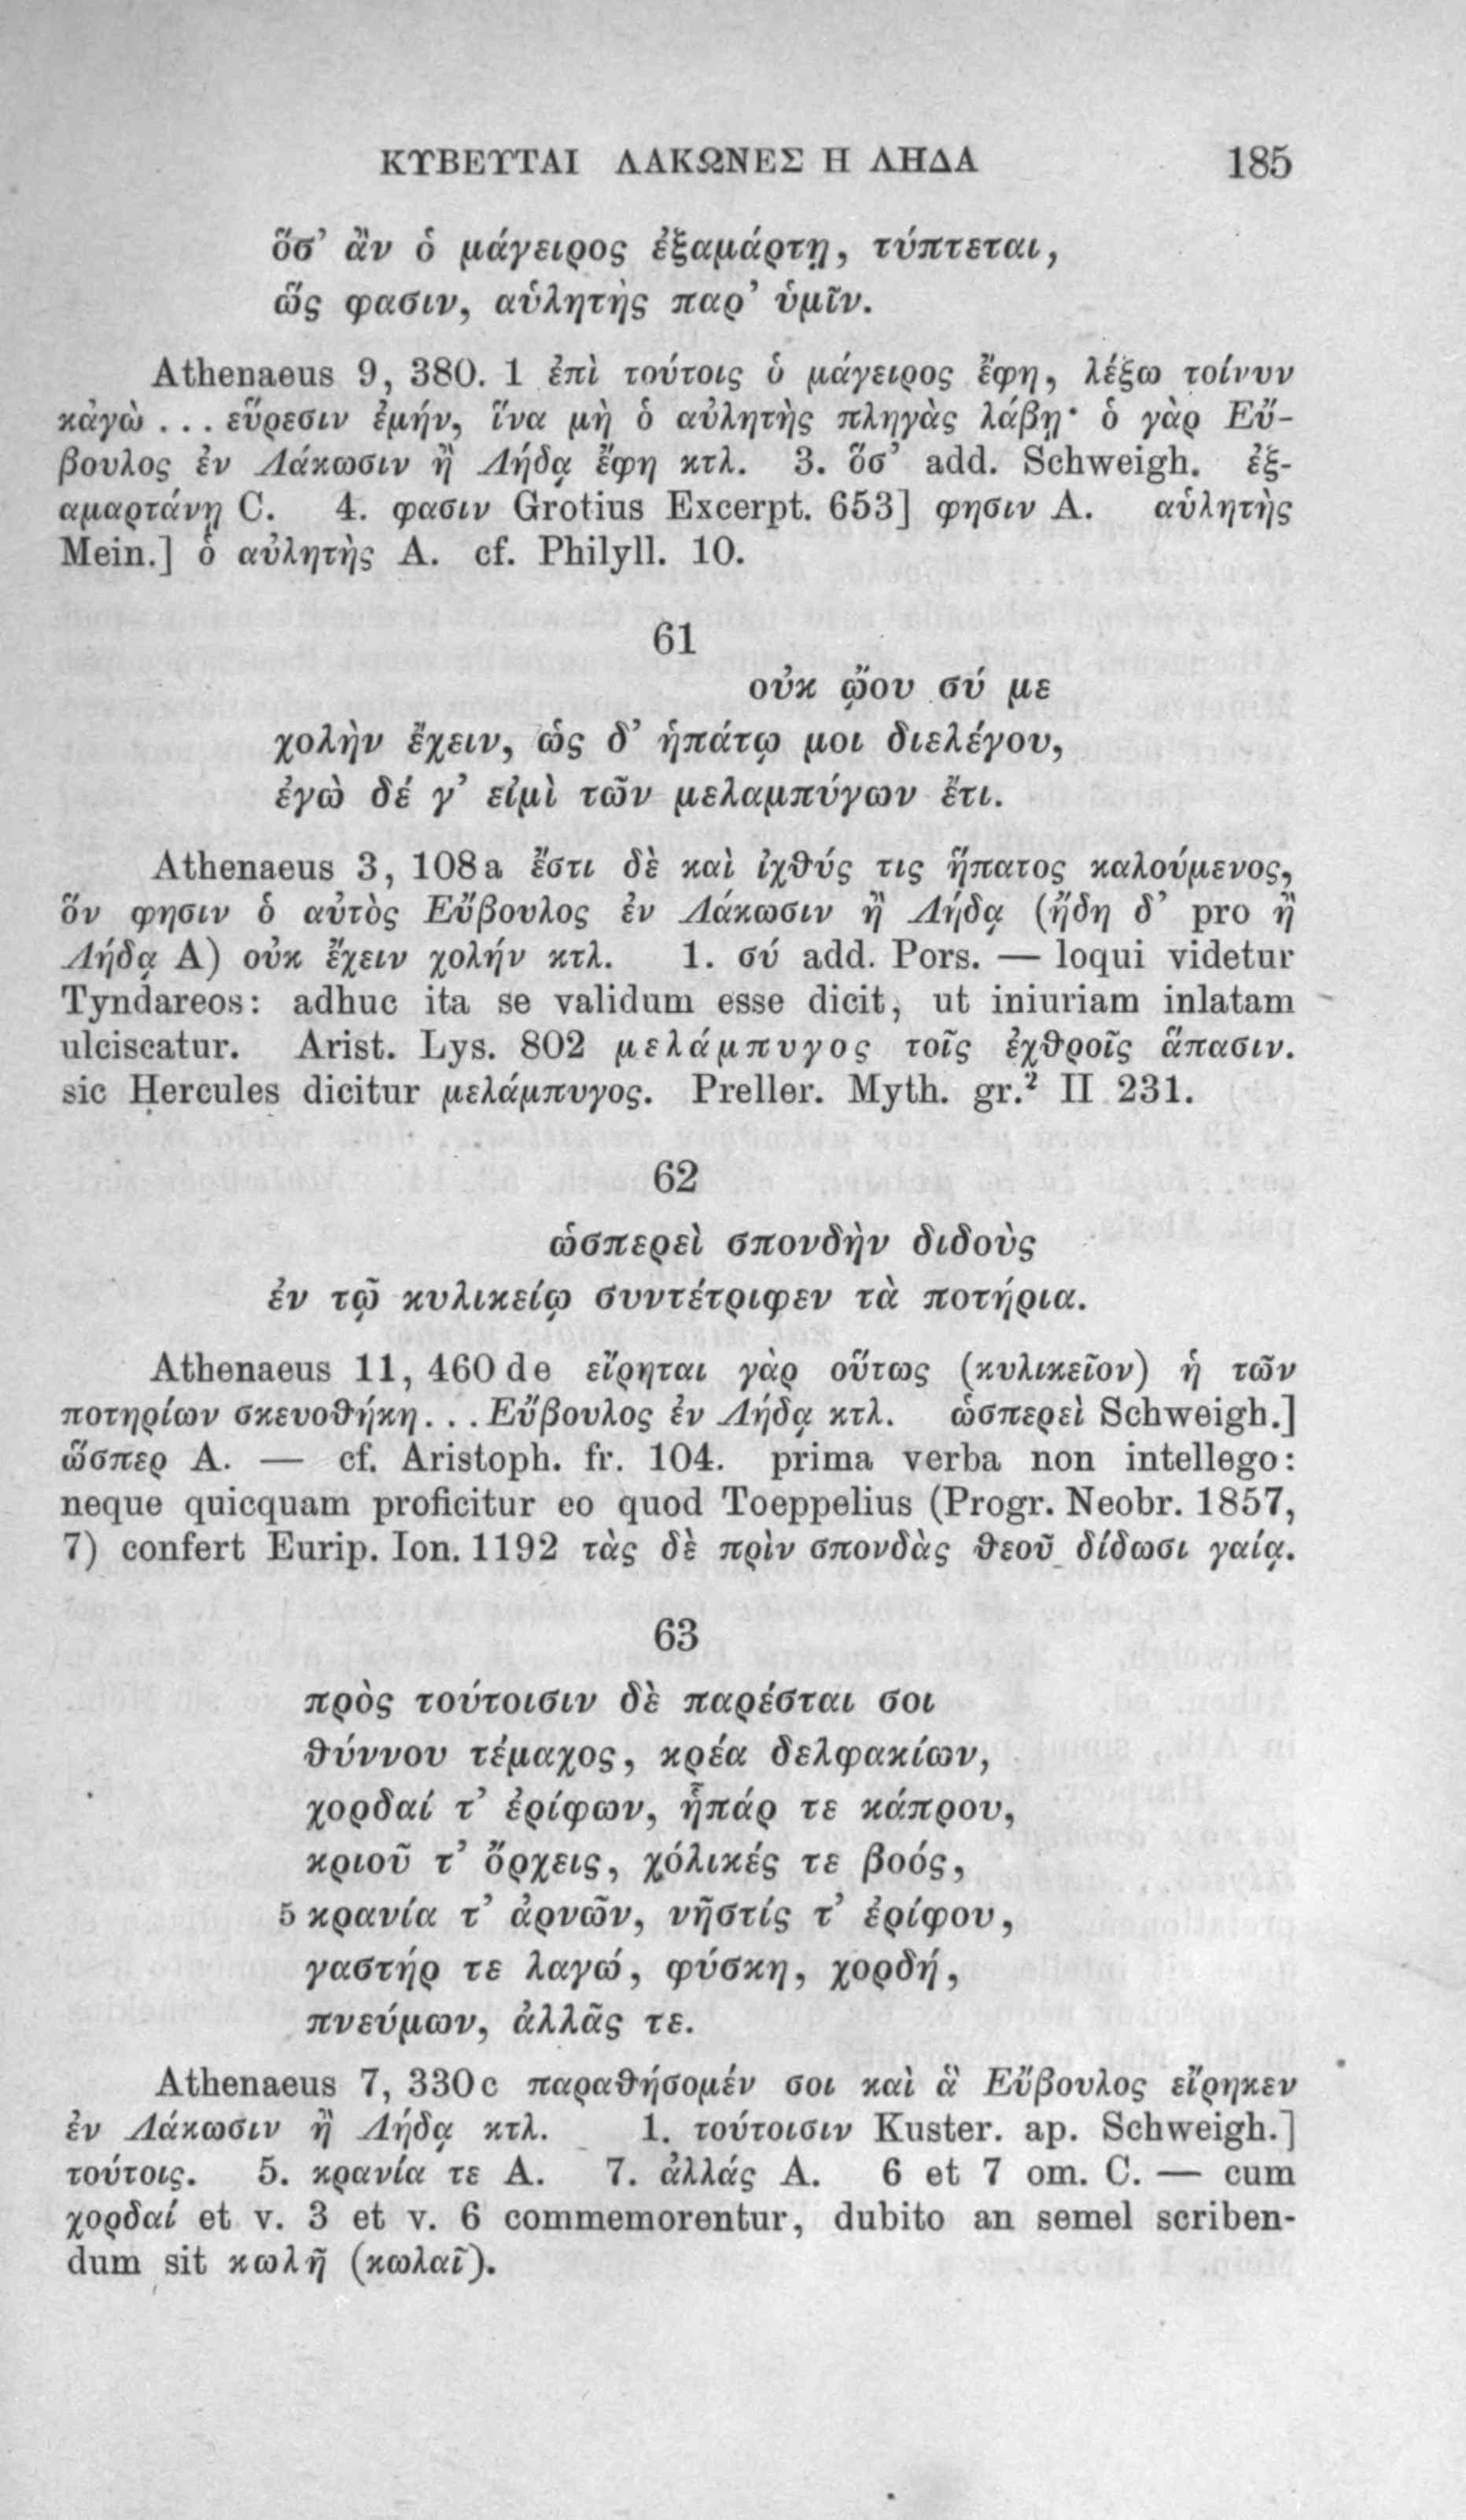 ΚΥΒΕΥΤΑΙ ΛΑΚΩΝΕΣ Η ΛΗΔΑ 185
ὅσ’ ἂν ὁ μάγειρος ἐξαμάρτῃ, τύπτεται,
ὥς φασιν, αὑλητὴς παρ’ ὑμῖν.
Athenaeus 9, 380. 1 ἐπὶ τούτοις ὁ μάγειρος ἔφη, λέξω τοίνυν
κἀγὼ ... εὕρεσιν ἐμήν, ἵνα μὴ ὁ αὐλητὴς πληγὰς λάβῃ· ὁ γὰρ Εὔ-
βουλος ἐν Λάκωσιν ἢ Λήδᾳ ἔφη κτλ. 3. ὅσ’ add. Schweigh. ἐξ-
αμαρτάνῃ C. 4. φασιν Grotius Excerpt. 653] φησιν A. αὑλητὴς
Mein.] ὁ αὐλητὴς A. cf. Philyll. 10.
61
οὐκ ᾤου σύ με
χολὴν ἔχειν, ὡς δ’ ἡπάτῳ μοι διελέγου,
ἐγὼ δέ γ’ εἰμὶ τῶν μελαμπύγων ἔτι.
Athenaeus 3, 108a ἔστι δὲ καὶ ἰχθύς τις ἥπατος καλούμενος,
ὅν φησιν ὁ αὐτὸς Εὔβουλος ἐν Λάκωσιν ἢ Λήδᾳ (ἤδη δ’ pro ἢ
Λήδᾳ A) οὐκ ἔχειν χολήν κτλ. 1. σύ add. Pors. — loqui videtur
Tyndareos: adhuc ita se validum esse dicit, ut iniuriam inlatam
ulciscatur. Arist. Lys. 802 μελάμπυγος τοῖς ἐχθροῖς ἅπασιν.
sic Hercules dicitur μελάμπυγος. Preller. Myth. gr.² II 231.
62
ὡσπερεὶ σπονδὴν διδοὺς
ἐν τῷ κυλικείῳ συντέτριφεν τὰ ποτήρια.
Athenaeus 11, 460de εἴρηται γὰρ οὕτως (κυλικεῖον) ἡ τῶν
ποτηρίων σκευοθήκη... Εὔβουλος ἐν Λήδᾳ κτλ. ὡσπερεὶ Schweigh.]
ὥσπερ A. — cf. Aristoph. fr. 104. prima verba non intellego:
neque quicquam proficitur eo quod Toeppelius (Progr. Neobr. 1857,
7) confert Eurip. Ion. 1192 τὰς δὲ πρὶν σπονδὰς θεοῦ δίδωσι γαίᾳ.
63
πρὸς τούτοισιν δὲ παρέσται σοι
θύννου τέμαχος, κρέα δελφακίων,
χορδαί τ’ ἐρίφων, ἧπάρ τε κάπρου,
κριοῦ τ’ ὄρχεις, χόλικές τε βοός,
5 κρανία τ’ ἀρνῶν, νῆστίς τ’ ἐρίφου,
γαστήρ τε λαγώ, φύσκη, χορδή,
πνεύμων, ἀλλᾶς τε.
Athenaeus 7, 330c παραθήσομέν σοι καὶ ἃ Εὔβουλος εἴρηκεν
ἐν Λάκωσιν ἢ Λήδᾳ κτλ. 1. τούτοισιν Kuster. ap. Schweigh.]
τούτοις. 5. κρανία τε A. 7. ἀλλάς A. 6 et 7 om. C. — cum
χορδαί et v. 3 et v. 6 commemorentur, dubito an semel scriben-
dum sit κωλῆ (κωλαῖ).